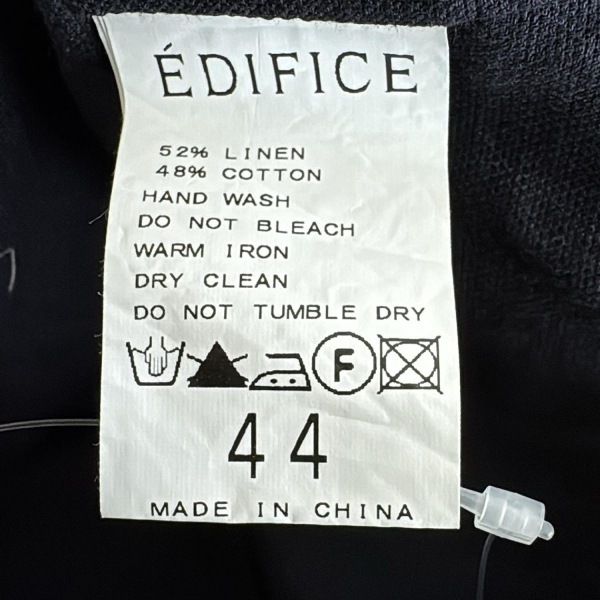 ÉDIFICE
52% LINEN
48% COTTON
HAND WASH
DO NOT BLEACH
WARM IRON
DRY CLEAN
DO NOT TUMBLE DRY
F
44
MADE IN CHINA